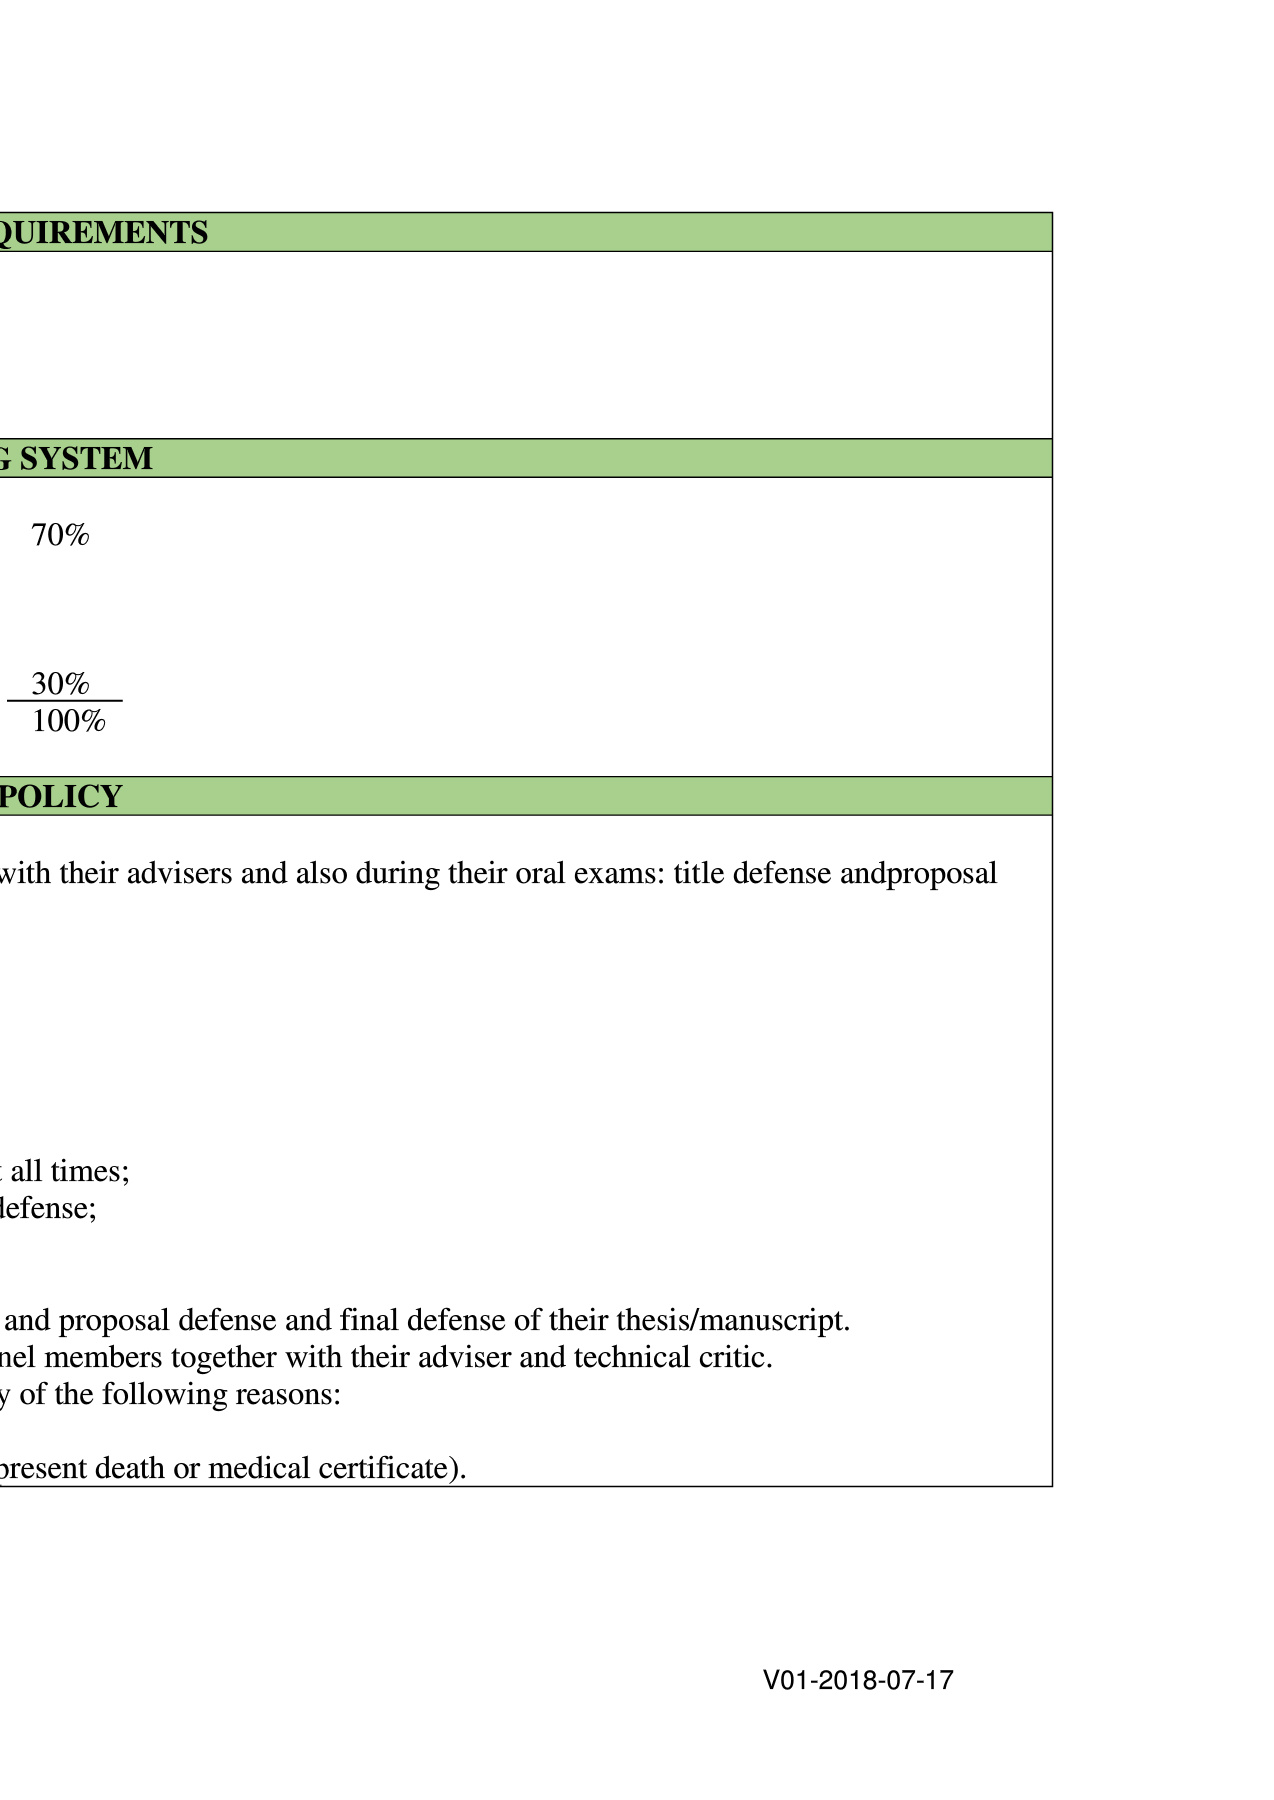 QUIREMENTS
G SYSTEM
70%
30%
100%
POLICY
with their advisers and also during their oral exams: title defense andproposal
all times;
defense;
and proposal defense and final defense of their thesis/manuscript.
nel members together with their adviser and technical critic.
y of the following reasons:
present death or medical certificate).
V01-2018-07-17